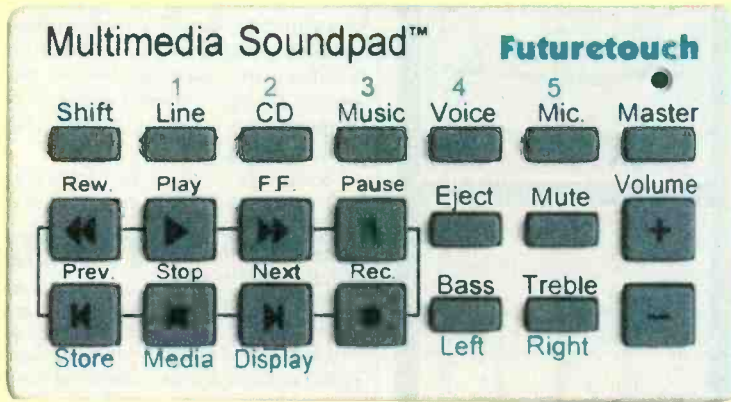 Multimedia Soundpad™ Futuretouch
1 2 3 4 5
Shift Line CD Music Voice Mic. Master
Rew. Play F.F. Pause Eject Mute Volume
Prev. Stop Next Rec. Bass Treble
Store Media Display Left Right